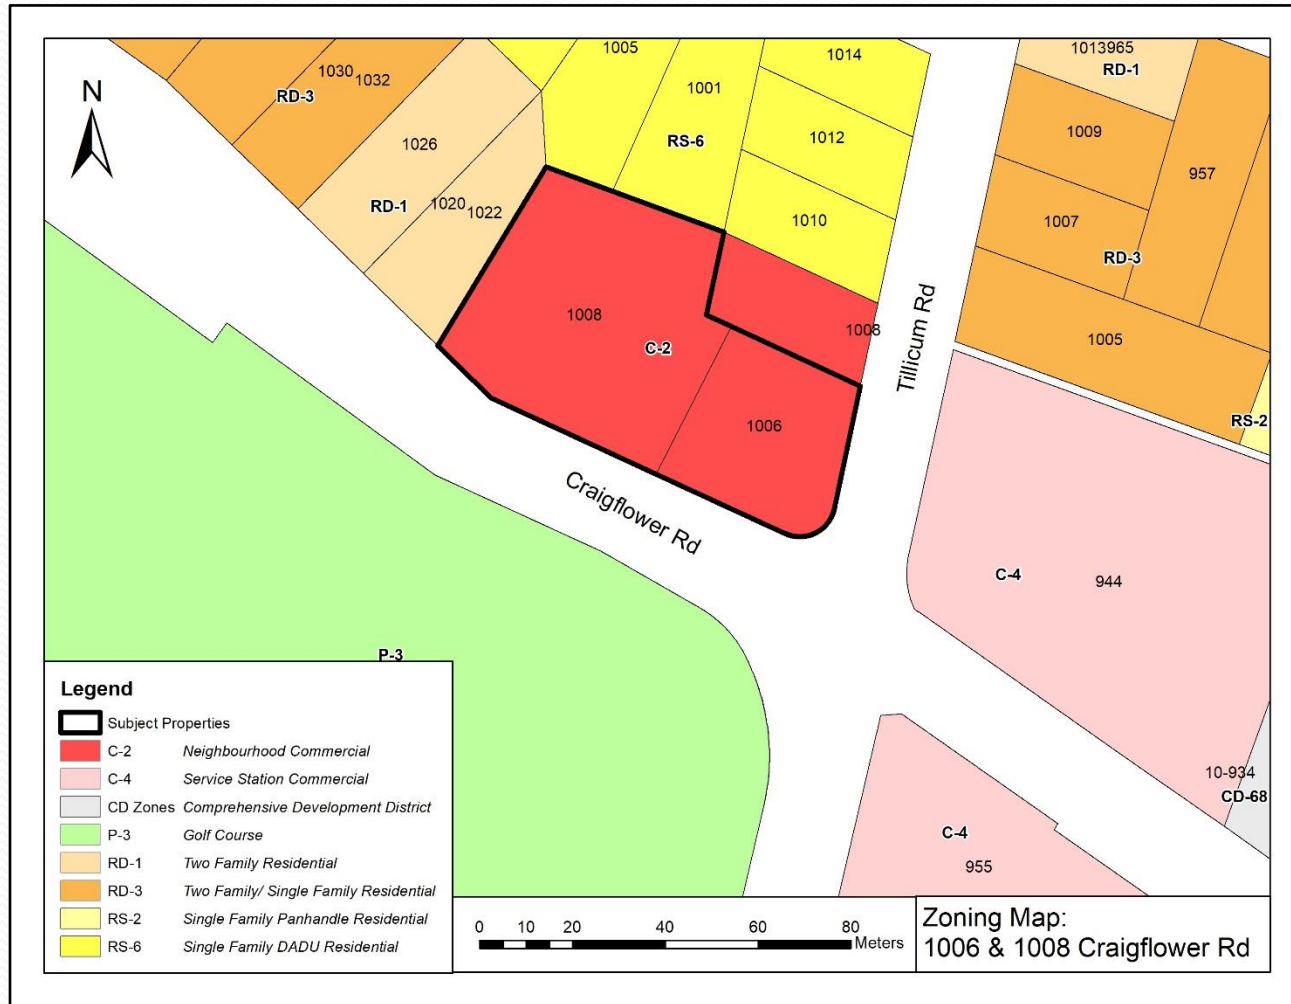 N
1030
1032
RD-3
1026
RD-1
1020
1022
1005
1001
RS-6
1014
1012
1010
1013965
RD-1
1009
957
1007
RD-3
1005
RS-2
1008
C-2
1008
1006
Tillicum Rd
Craigflower Rd
C-4
944
10-934
CD-68
C-4
955
P-3
Legend
Subject Properties
C-2 Neighbourhood Commercial
C-4 Service Station Commercial
CD Zones Comprehensive Development District
P-3 Golf Course
RD-1 Two Family Residential
RD-3 Two Family/ Single Family Residential
RS-2 Single Family Panhandle Residential
RS-6 Single Family DADU Residential
0 10 20 40 60 80
Meters
Zoning Map:
1006 & 1008 Craigflower Rd